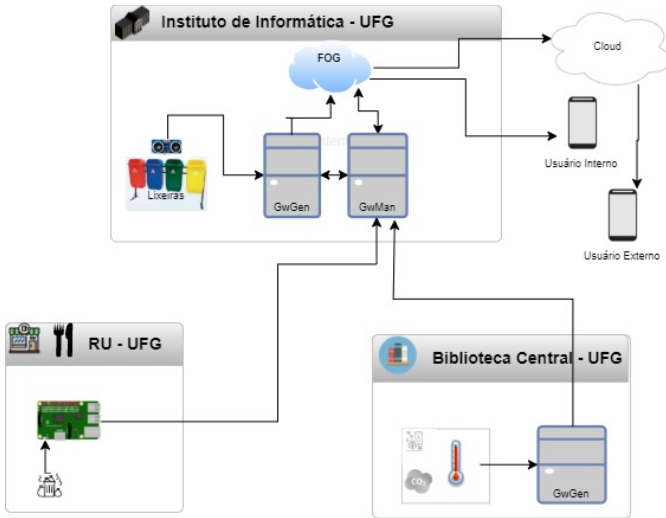 Instituto de Informática - UFG
FOG
Cloud
Lixeiras
GwGen
GwMan
Usuário Interno
Usuário Externo
RU - UFG
Biblioteca Central - UFG
CO₂
GwGen